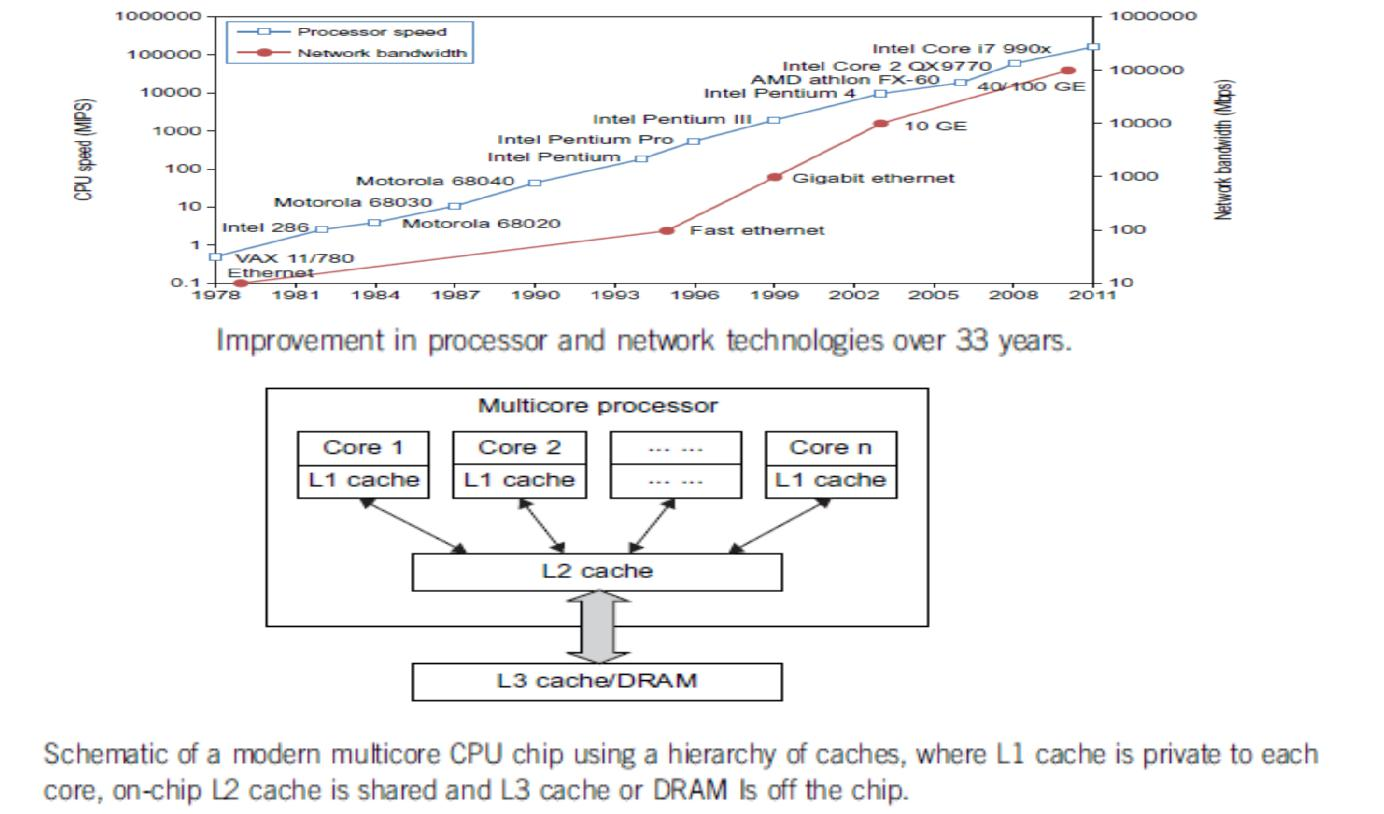 1000000
100000
10000
1000
100
10
1
0.1
CPU speed (MIPS)
Processor speed
Network bandwidth
Intel Core i7 990x
Intel Core 2 QX9770
AMD athlon FX-60
40/100 GE
Intel Pentium 4
Intel Pentium III
10 GE
Intel Pentium Pro
Intel Pentium
Motorola 68040
Gigabit ethernet
Motorola 68030
Intel 286
Motorola 68020
Fast ethernet
VAX 11/780
Ethernet
1000000
100000
10000
1000
100
10
Network bandwidth (Mbps)
1978 1981 1984 1987 1990 1993 1996 1999 2002 2005 2008 2011
Improvement in processor and network technologies over 33 years.
Multicore processor
Core 1 Core 2 ... ... Core n
L1 cache L1 cache ... ... L1 cache
L2 cache
L3 cache/DRAM
Schematic of a modern multicore CPU chip using a hierarchy of caches, where L1 cache is private to each
core, on-chip L2 cache is shared and L3 cache or DRAM Is off the chip.